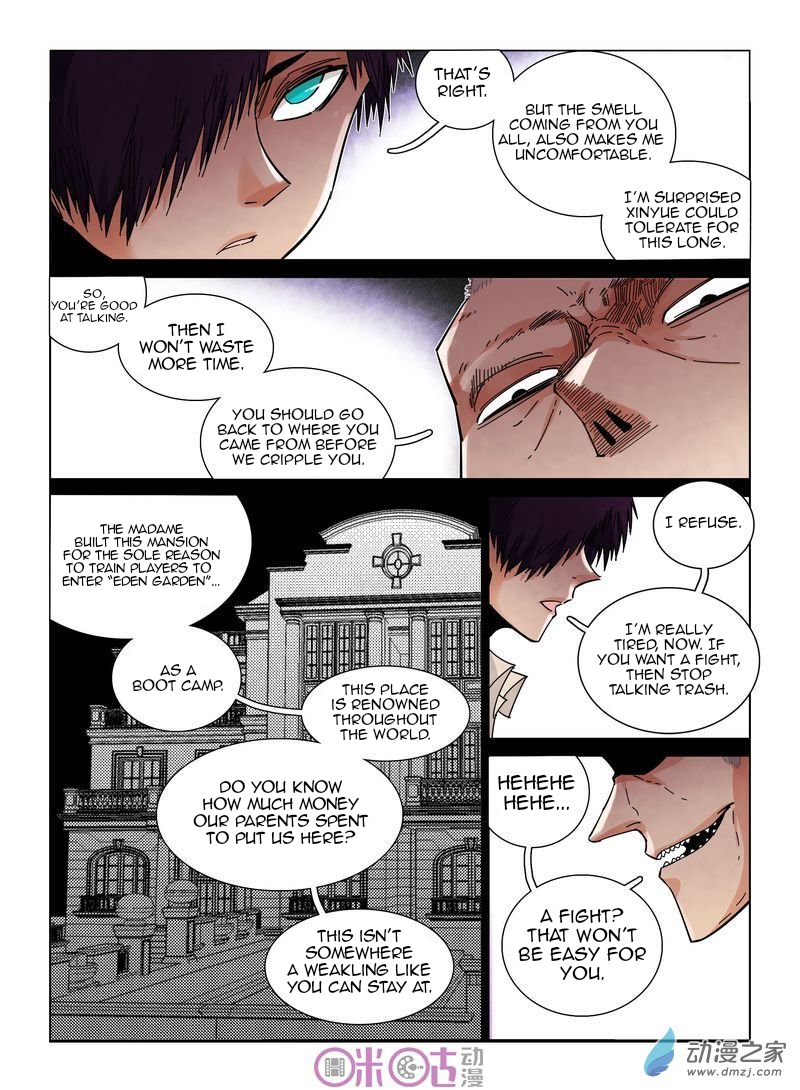 THAT'S
RIGHT.
BUT THE SMELL
COMING FROM YOU
ALL, ALSO MAKES ME
UNCOMFORTABLE.
I'M SURPRISED
XINYUE COULD
TOLERATE FOR
THIS LONG.
SO,
YOU'RE GOOD
AT TALKING.
THEN I
WON'T WASTE
MORE TIME.
YOU SHOULD GO
BACK TO WHERE YOU
CAME FROM BEFORE
WE CRIPPLE YOU.
THE MADAME
BUILT THIS MANSION
FOR THE SOLE REASON
TO TRAIN PLAYERS TO
ENTER "EDEN GARDEN"...
AS A
BOOT CAMP.
THIS PLACE
IS RENOWNED
THROUGHOUT
THE WORLD.
DO YOU KNOW
HOW MUCH MONEY
OUR PARENTS SPENT
TO PUT US HERE?
THIS ISN'T
SOMEWHERE
A WEAKLING LIKE
YOU CAN STAY AT.
I REFUSE.
I'M REALLY
TIRED, NOW. IF
YOU WANT A FIGHT,
THEN STOP
TALKING TRASH.
HEHEHE
HEHE...
A FIGHT?
THAT WON'T
BE EASY FOR
YOU.
咪咕动漫
动漫之家
www.dmzj.com